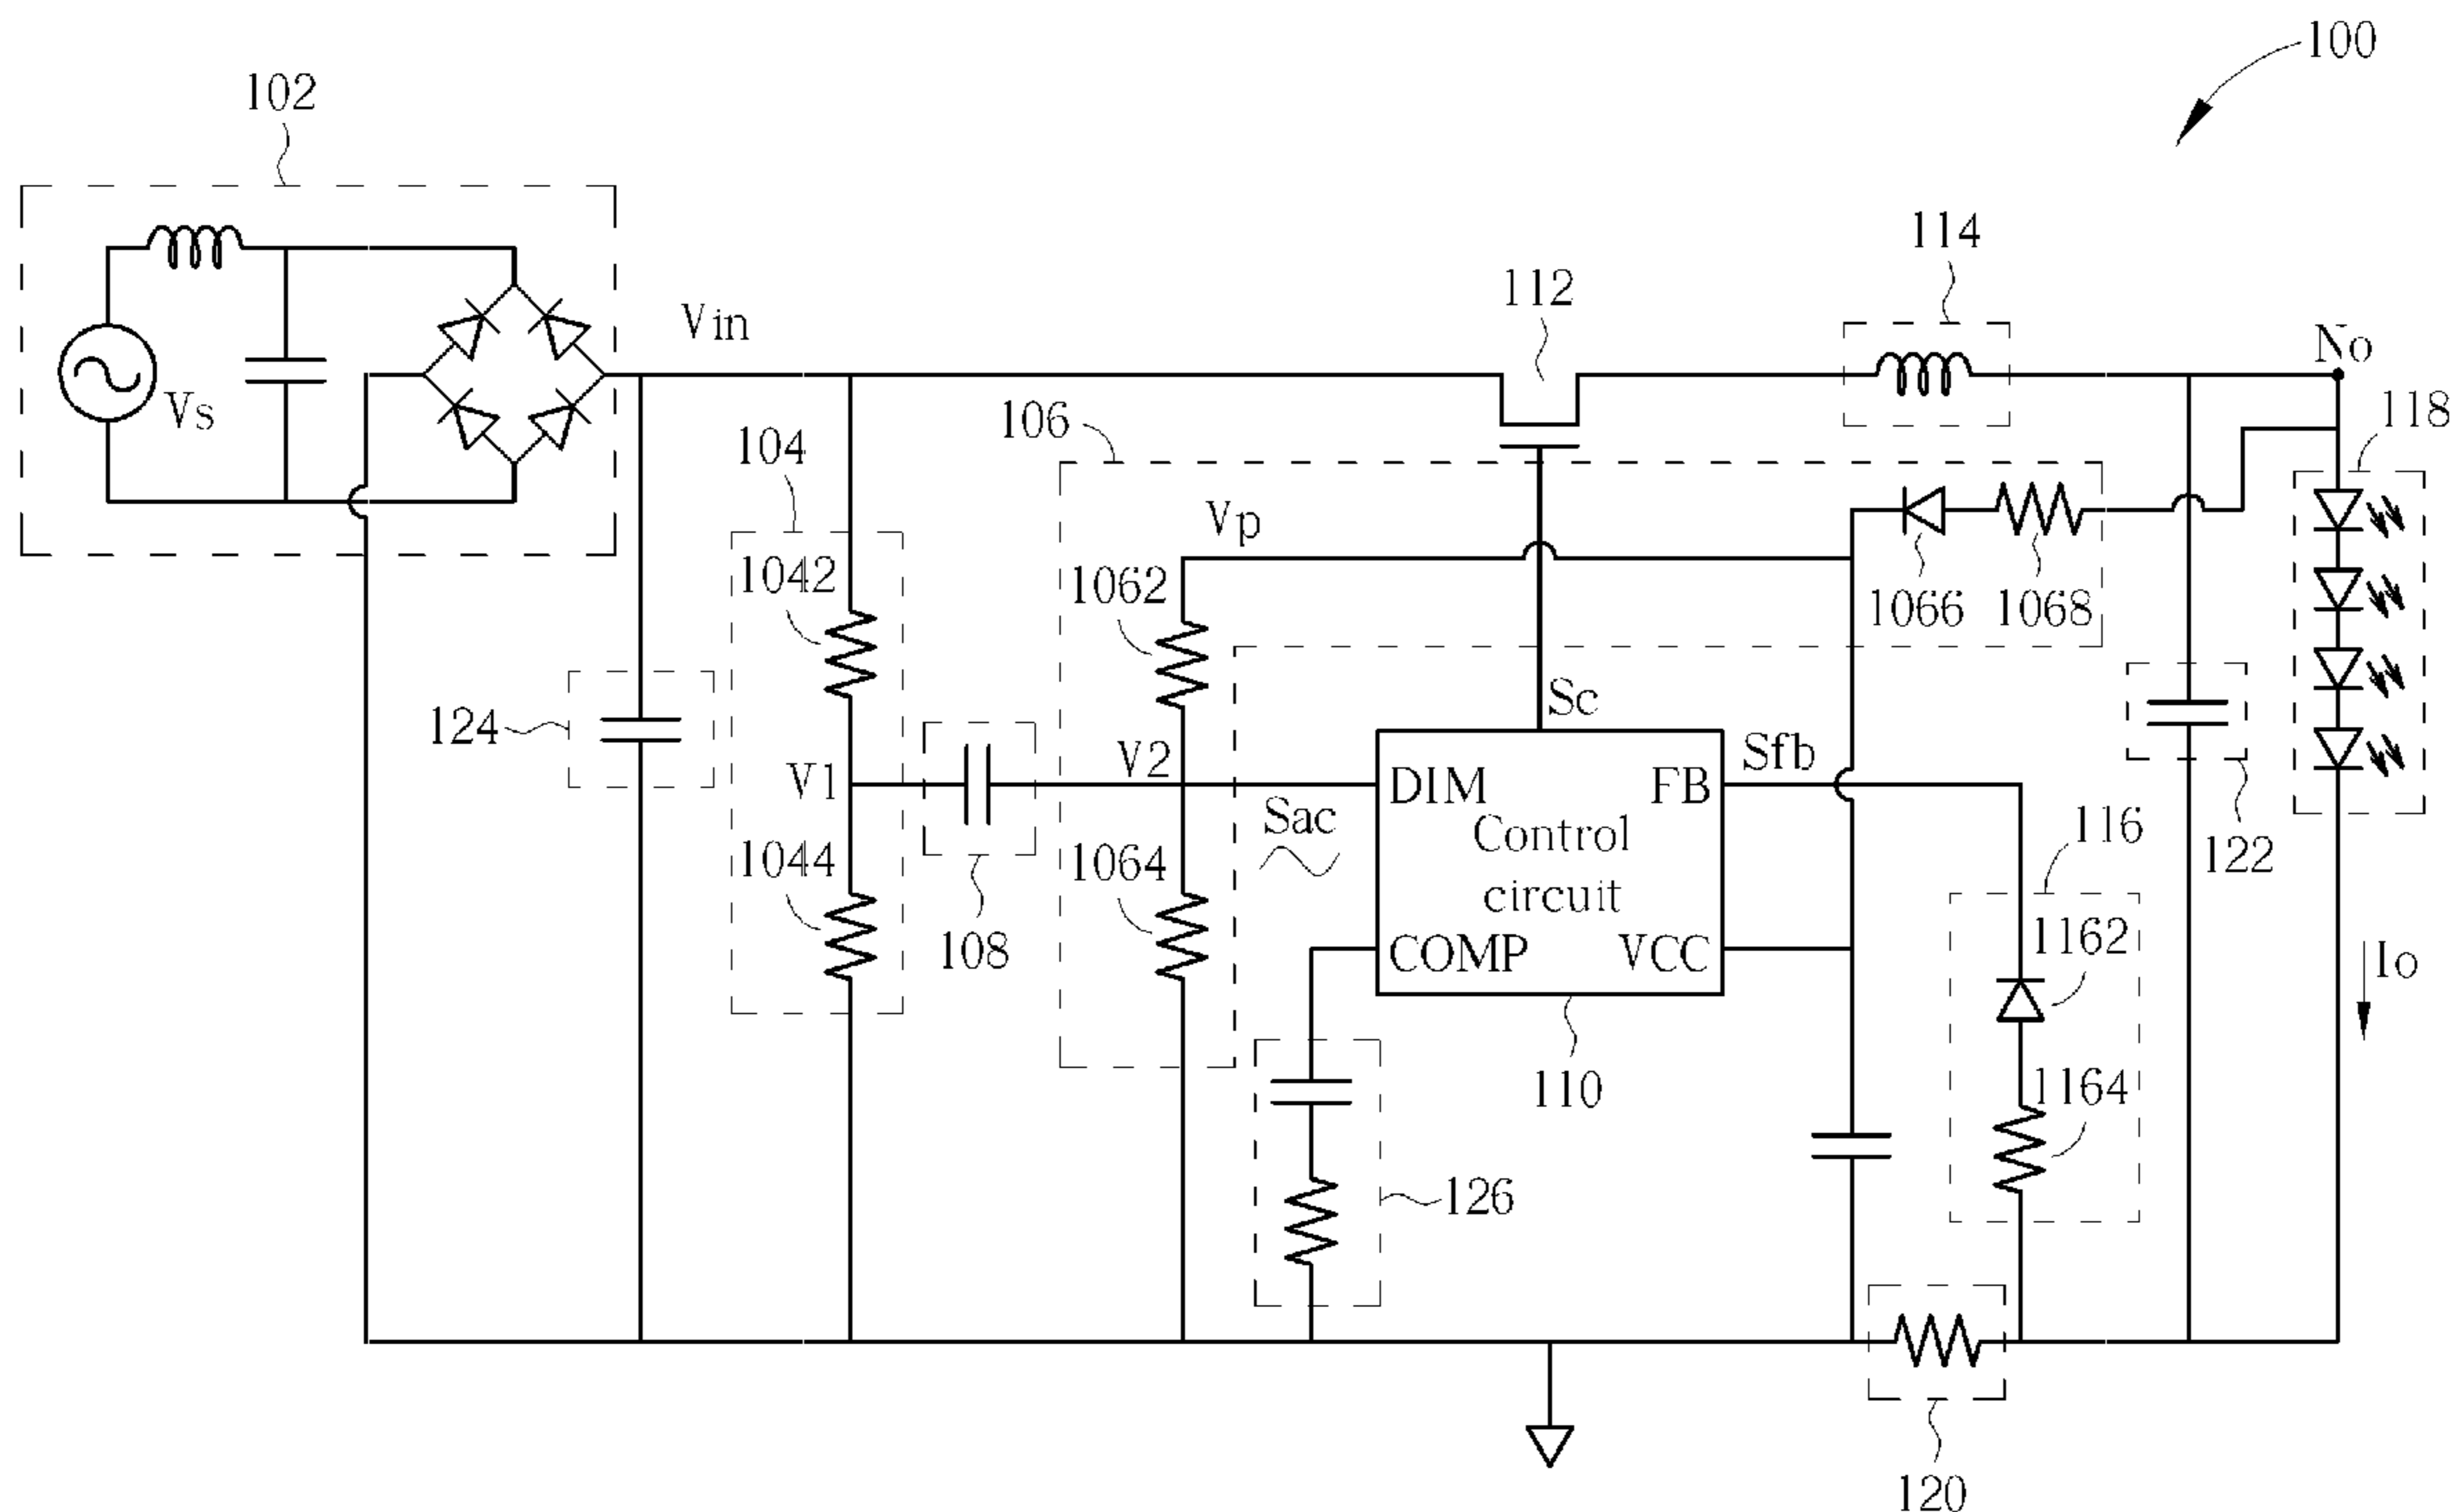 100
102
114
112
Vin
No
Vs
106
118
104
Vp
1042
1062
1066
1068
Sc
124
V1
V2
Sfb
DIM
FB
Sac
Control
circuit
116
122
1044
1064
108
COMP
VCC
1162
Io
110
1164
126
120